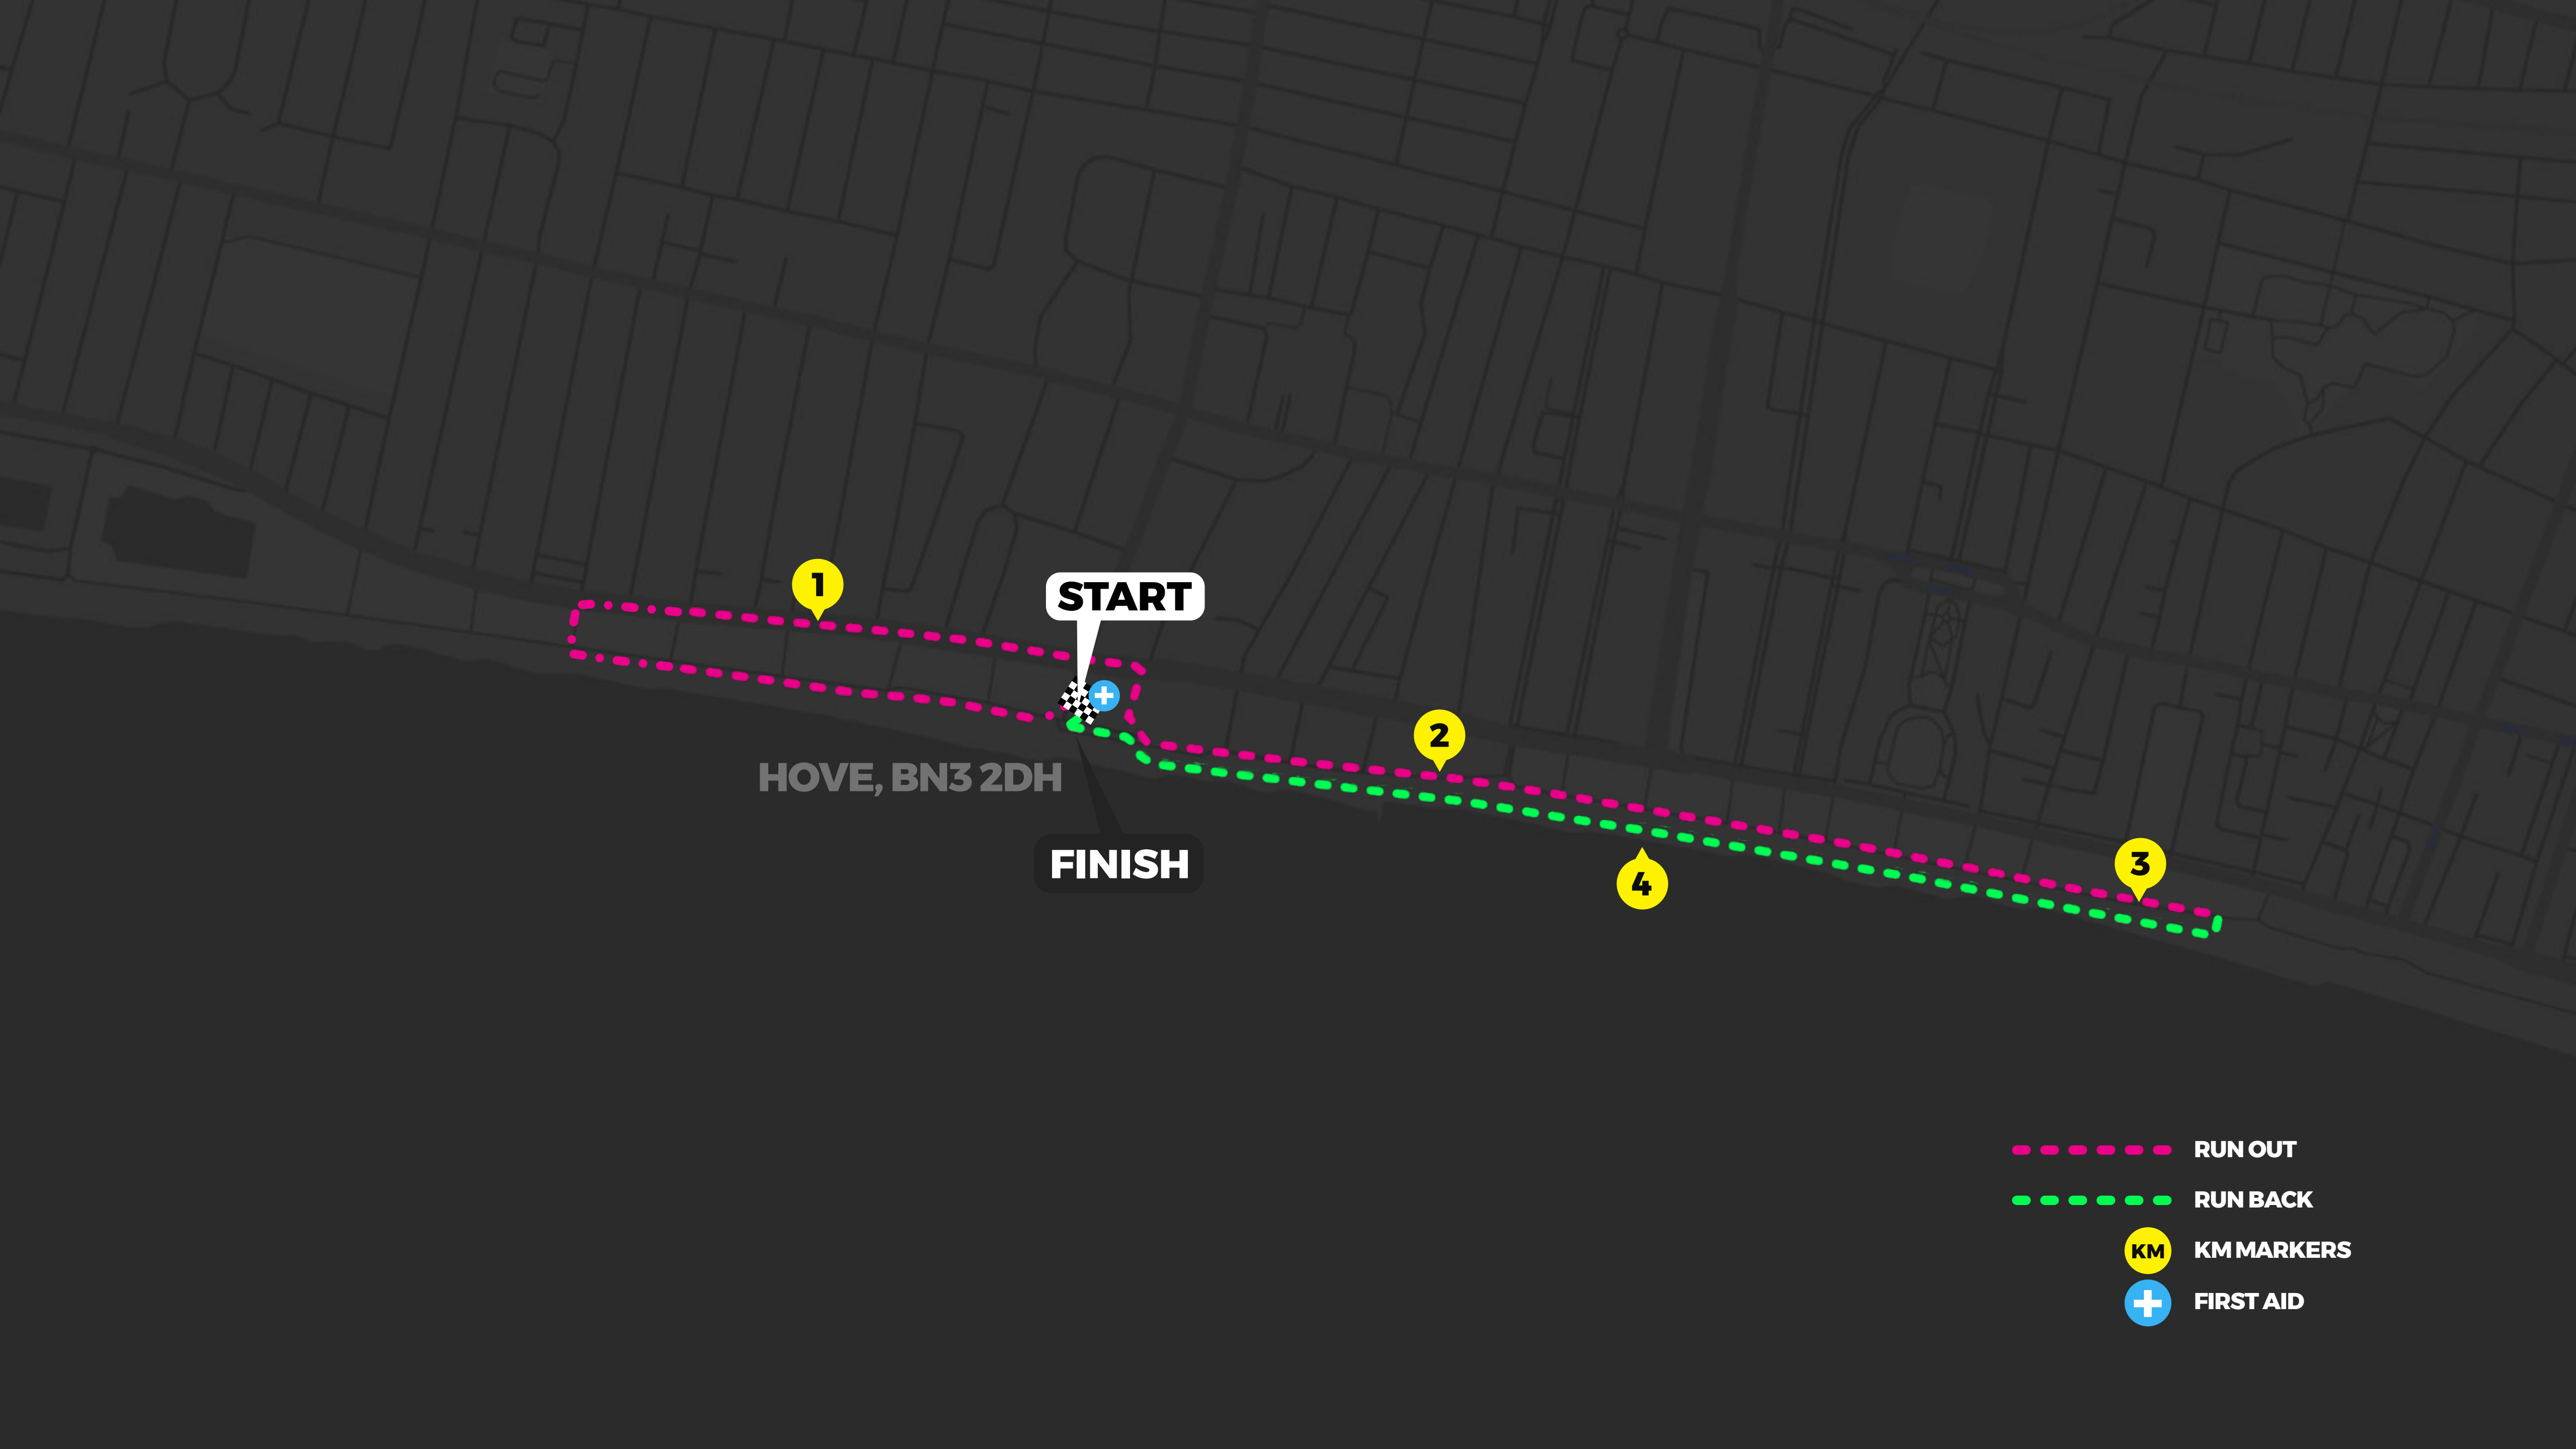 1
START
2
HOVE, BN3 2DH
FINISH
3
4
RUN OUT
RUN BACK
KM
KM MARKERS
FIRST AID